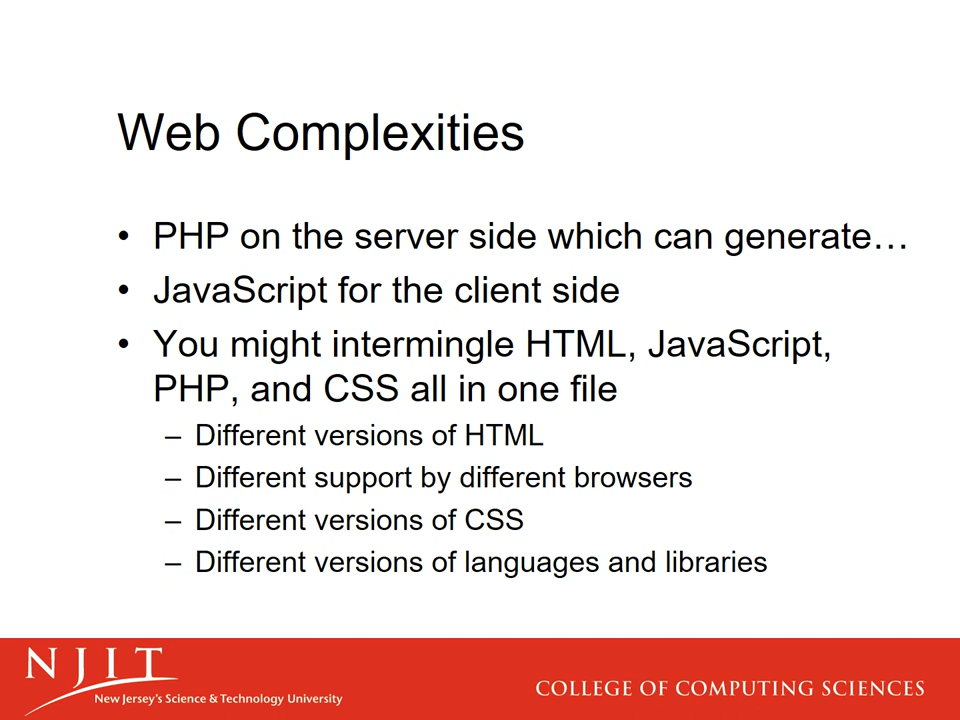 Web Complexities
• PHP on the server side which can generate…
• JavaScript for the client side
• You might intermingle HTML, JavaScript,
PHP, and CSS all in one file
– Different versions of HTML
– Different support by different browsers
– Different versions of CSS
– Different versions of languages and libraries
NJIT
New Jersey's Science & Technology University
COLLEGE OF COMPUTING SCIENCES